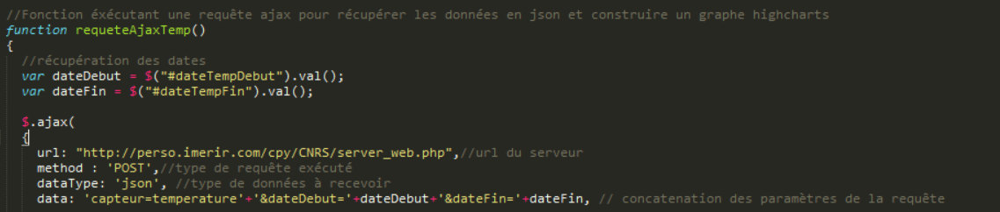 //Fonction éxécutant une requête ajax pour récupérer les données en json et construire un graphe highcharts
function requeteAjaxTemp()
{
//récupération des dates
var dateDebut = $("#dateTempDebut").val();
var dateFin = $("#dateTempFin").val();
$.ajax(
{
url: "http://perso.imerir.com/cpy/CNRS/server_web.php",//url du serveur
method : 'POST',//type de requête exécuté
dataType: 'json', //type de données à recevoir
data: 'capteur=temperature'+'&dateDebut='+dateDebut+'&dateFin='+dateFin, // concatenation des paramètres de la requête